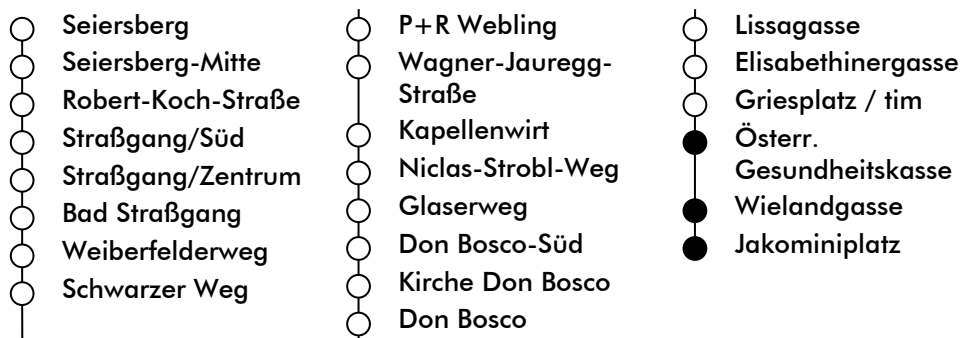 Seiersberg
Seiersberg-Mitte
Robert-Koch-Straße
Straßgang/Süd
Straßgang/Zentrum
Bad Straßgang
Weiberfelderweg
Schwarzer Weg
P+R Webling
Wagner-Jauregg-
Straße
Kapellenwirt
Niclas-Strobl-Weg
Glaserweg
Don Bosco-Süd
Kirche Don Bosco
Don Bosco
Lissagasse
Elisabethinergasse
Griesplatz / tim
Österr.
Gesundheitskasse
Wielandgasse
Jakominiplatz